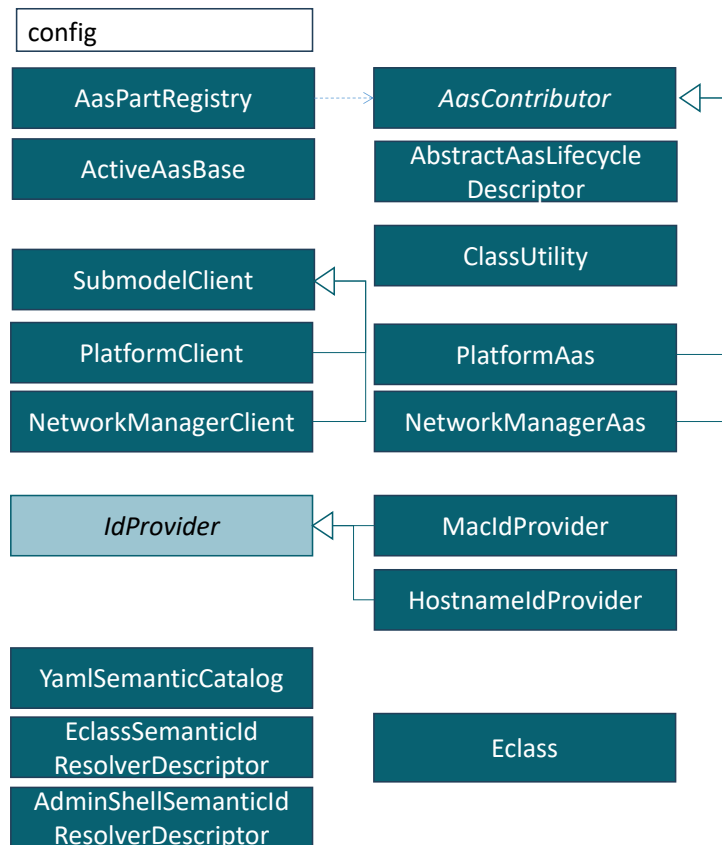 config
AasPartRegistry
AasContributor
ActiveAasBase
AbstractAasLifecycle
Descriptor
SubmodelClient
ClassUtility
PlatformClient
PlatformAas
NetworkManagerClient
NetworkManagerAas
IdProvider
MacIdProvider
HostnameIdProvider
YamlSemanticCatalog
EclassSemanticId
ResolverDescriptor
Eclass
AdminShellSemanticId
ResolverDescriptor